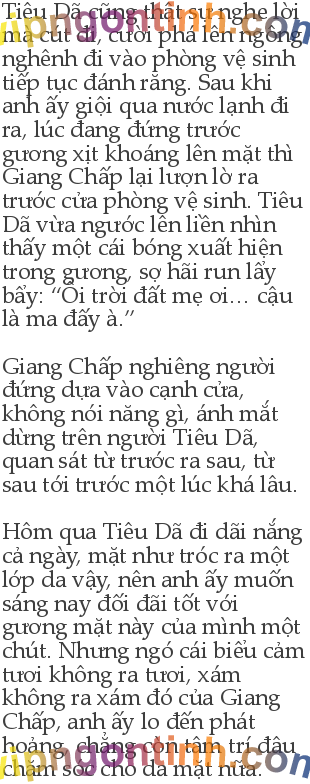 Tiêu Dã cũng thật sự nghe lời
mà cút đi, cười phá lên ngông
nghênh đi vào phòng vệ sinh
tiếp tục đánh răng. Sau khi
anh ấy giội qua nước lạnh đi
ra, lúc đang đứng trước
gương xịt khoáng lên mặt thì
Giang Chấp lại lượn lờ ra
trước cửa phòng vệ sinh. Tiêu
Dã vừa ngước lên liền nhìn
thấy một cái bóng xuất hiện
trong gương, sợ hãi run lẩy
bẩy: “Ôi trời đất mẹ ơi… cậu
là ma đấy à.”
Giang Chấp nghiêng người
đứng dựa vào cạnh cửa,
không nói năng gì, ánh mắt
dừng trên người Tiêu Dã,
quan sát từ trước ra sau, từ
sau tới trước một lúc khá lâu.
Hôm qua Tiêu Dã đi dãi nắng
cả ngày, mặt như tróc ra một
lớp da vậy, nên anh ấy muốn
sáng nay đối đãi tốt với
gương mặt này của mình một
chút. Nhưng ngó cái biểu cảm
tươi không ra tươi, xám
không ra xám đó của Giang
Chấp, anh ấy lo đến phát
hoảng, chẳng còn tâm trí đâu
chăm sóc cho da mặt nữa.